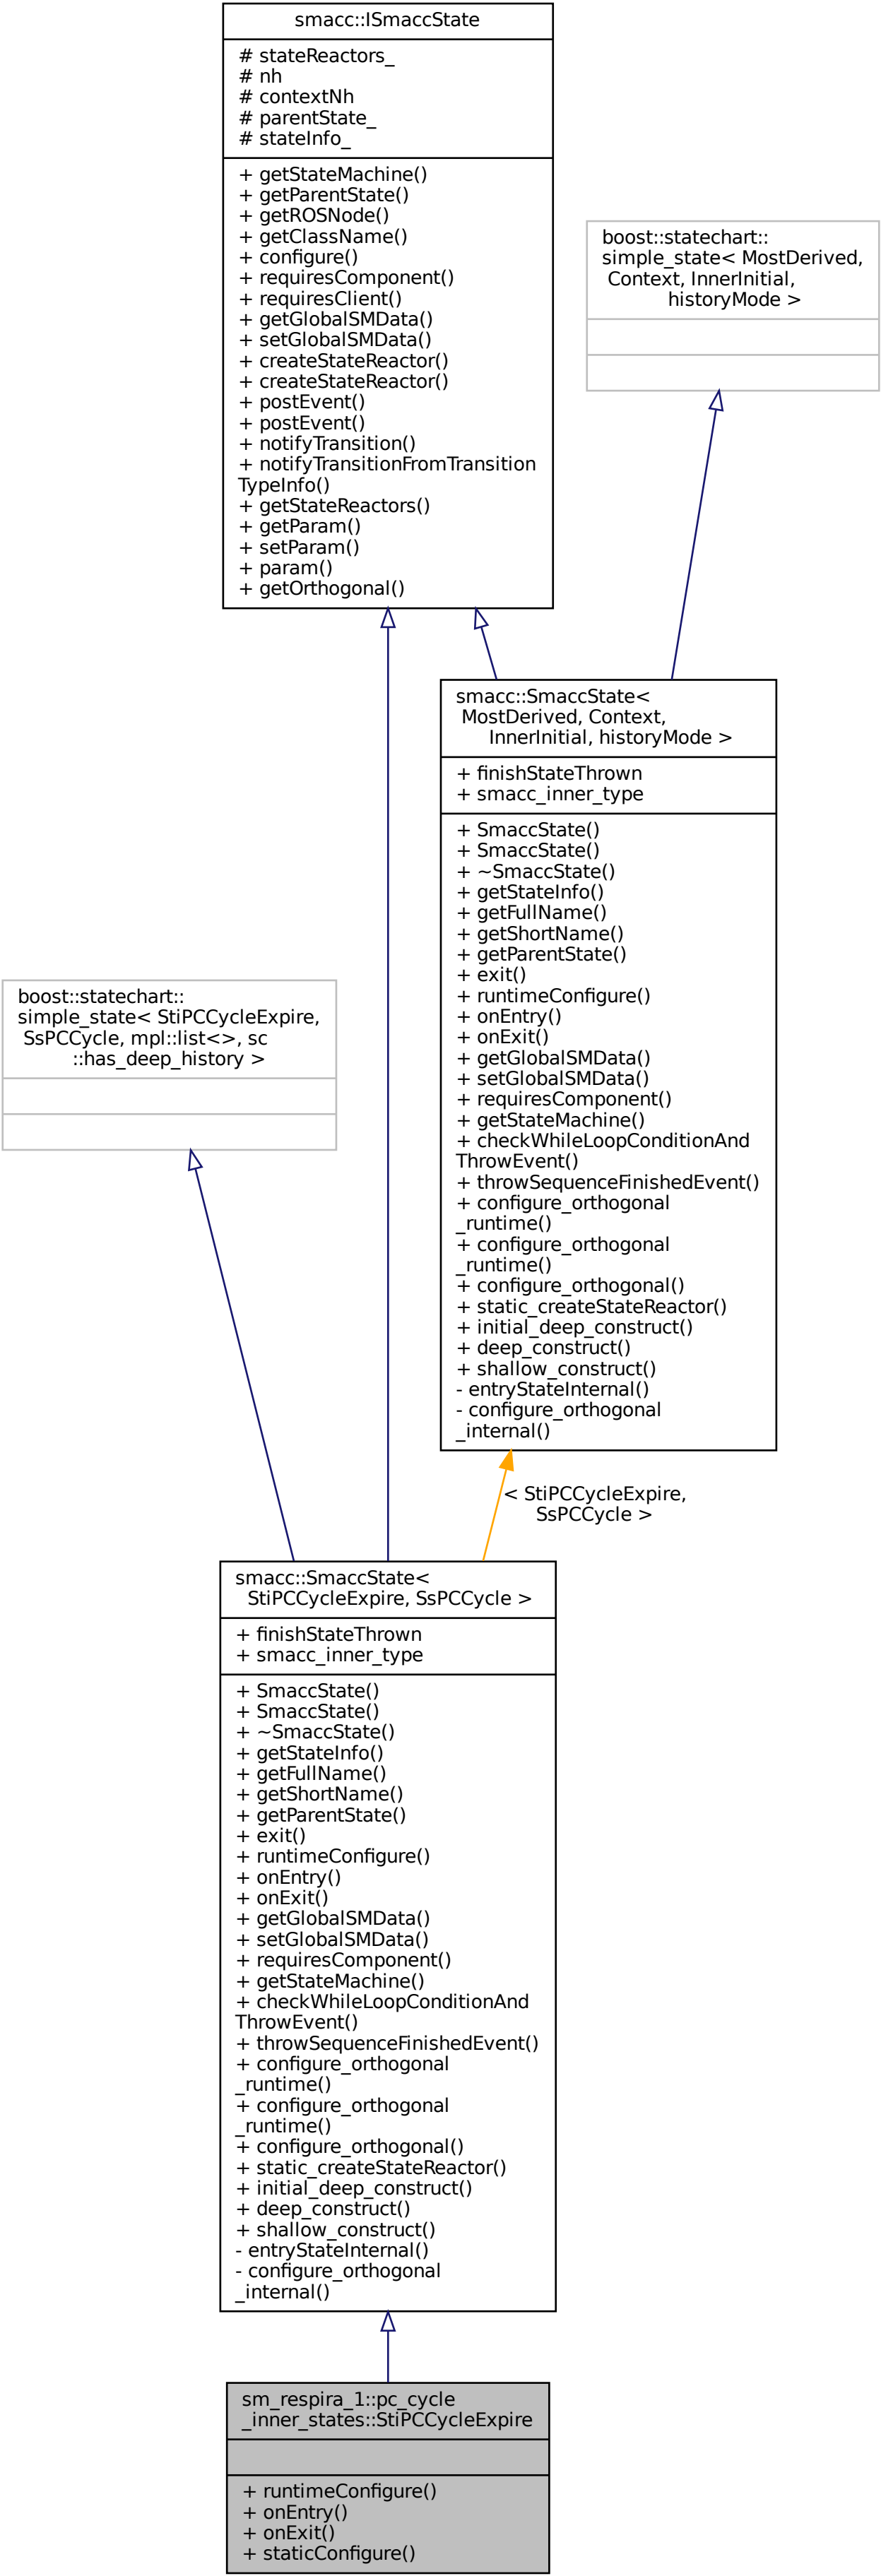 smacc::ISmaccState
# stateReactors_
# nh
# contextNh
# parentState_
# stateInfo_
+ getStateMachine()
+ getParentState()
+ getROSNode()
+ getClassName()
+ configure()
+ requiresComponent()
+ requiresClient()
+ getGlobalSMData()
+ setGlobalSMData()
+ createStateReactor()
+ createStateReactor()
+ postEvent()
+ postEvent()
+ notifyTransition()
+ notifyTransitionFromTransition
TypeInfo()
+ getStateReactors()
+ getParam()
+ setParam()
+ param()
+ getOrthogonal()
boost::statechart::
simple_state< MostDerived,
Context, InnerInitial,
historyMode >
smacc::SmaccState<
MostDerived, Context,
InnerInitial, historyMode >
+ finishStateThrown
+ smacc_inner_type
+ SmaccState()
+ SmaccState()
+ ~SmaccState()
+ getStateInfo()
+ getFullName()
+ getShortName()
+ getParentState()
+ exit()
+ runtimeConfigure()
+ onEntry()
+ onExit()
+ getGlobalSMData()
+ setGlobalSMData()
+ requiresComponent()
+ getStateMachine()
+ checkWhileLoopConditionAnd
ThrowEvent()
+ throwSequenceFinishedEvent()
+ configure_orthogonal
_runtime()
+ configure_orthogonal
_runtime()
+ configure_orthogonal()
+ static_createStateReactor()
+ initial_deep_construct()
+ deep_construct()
+ shallow_construct()
- entryStateInternal()
- configure_orthogonal
_internal()
boost::statechart::
simple_state< StiPCCycleExpire,
SsPCCycle, mpl::list<>, sc
::has_deep_history >
< StiPCCycleExpire,
SsPCCycle >
smacc::SmaccState<
StiPCCycleExpire, SsPCCycle >
+ finishStateThrown
+ smacc_inner_type
+ SmaccState()
+ SmaccState()
+ ~SmaccState()
+ getStateInfo()
+ getFullName()
+ getShortName()
+ getParentState()
+ exit()
+ runtimeConfigure()
+ onEntry()
+ onExit()
+ getGlobalSMData()
+ setGlobalSMData()
+ requiresComponent()
+ getStateMachine()
+ checkWhileLoopConditionAnd
ThrowEvent()
+ throwSequenceFinishedEvent()
+ configure_orthogonal
_runtime()
+ configure_orthogonal
_runtime()
+ configure_orthogonal()
+ static_createStateReactor()
+ initial_deep_construct()
+ deep_construct()
+ shallow_construct()
- entryStateInternal()
- configure_orthogonal
_internal()
sm_respira_1::pc_cycle
_inner_states::StiPCCycleExpire
+ runtimeConfigure()
+ onEntry()
+ onExit()
+ staticConfigure()